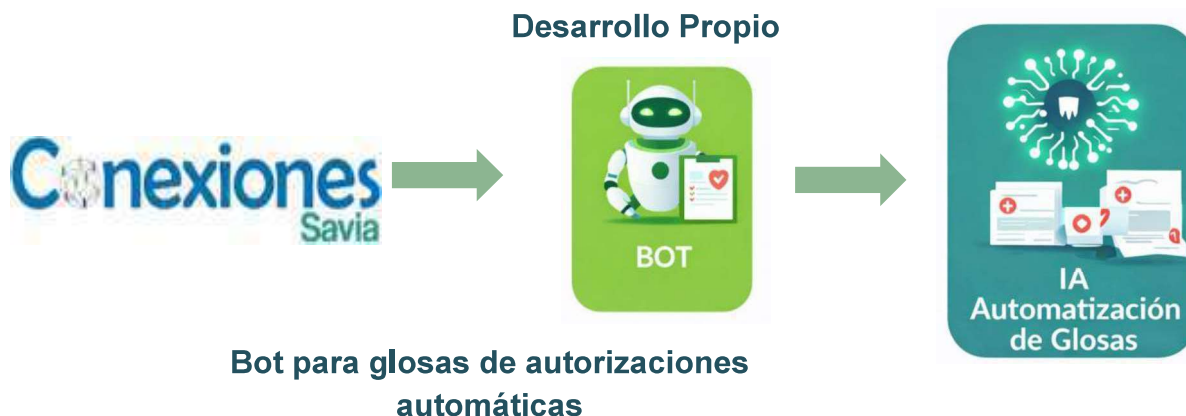 Desarrollo Propio
Conexiones
Savia
BOT
IA
Automatización
de Glosas
Bot para glosas de autorizaciones
automáticas